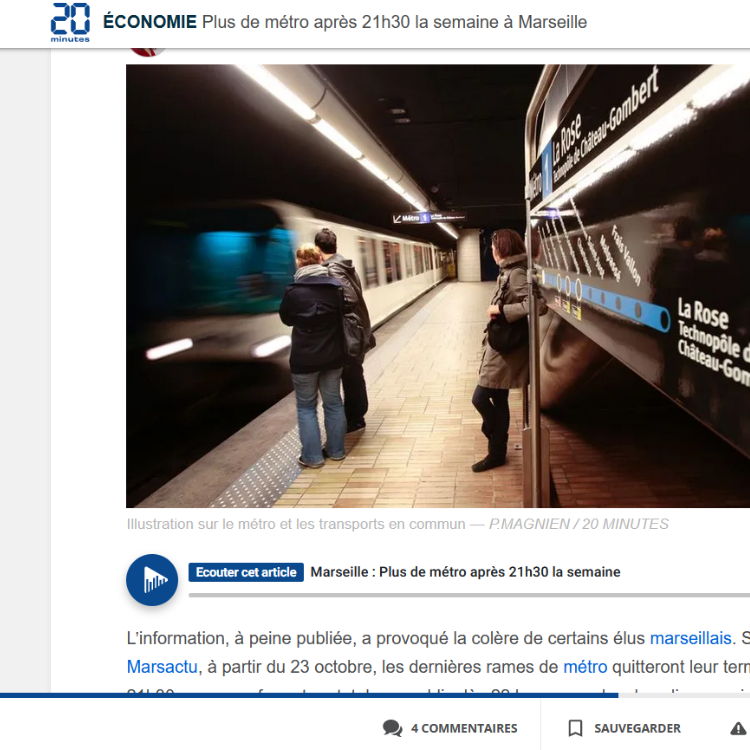 20 minutes
ÉCONOMIE Plus de métro après 21h30 la semaine à Marseille
La Rose
Technopôle de Château-Gombert
Métro 1
Frais Vallon
Malpassé
La Rose
Technopôle d
Château-Gom
Illustration sur le métro et les transports en commun — P.MAGNIEN / 20 MINUTES
Ecouter cet article Marseille : Plus de métro après 21h30 la semaine
L’information, à peine publiée, a provoqué la colère de certains élus marseillais. S
Marsactu, à partir du 23 octobre, les dernières rames de métro quitteront leur term
4 COMMENTAIRES SAUVEGARDER